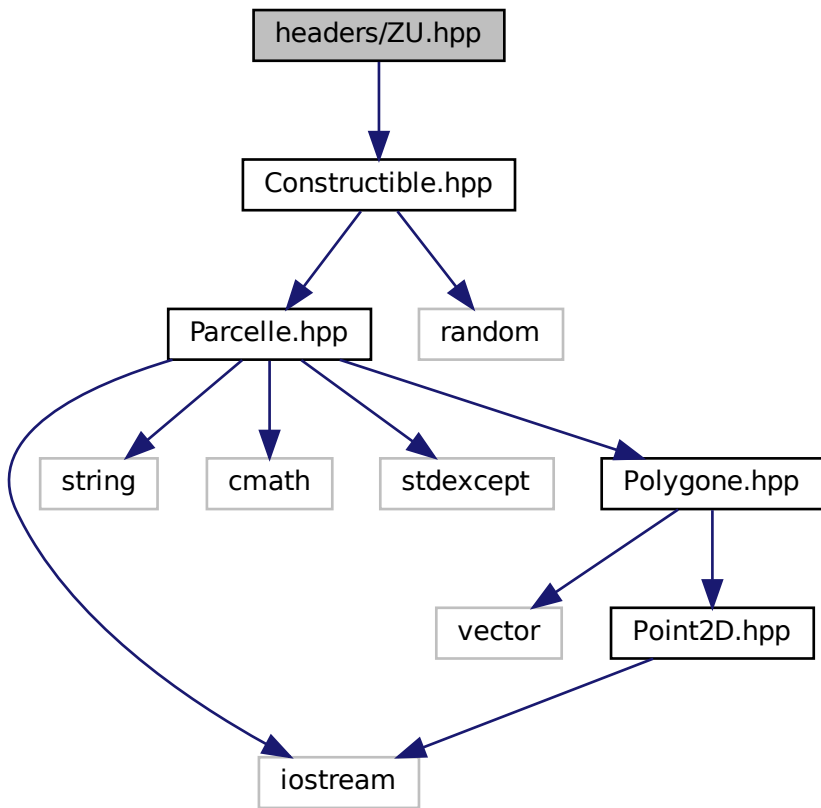 headers/ZU.hpp
Constructible.hpp
Parcelle.hpp
random
string
cmath
stdexcept
Polygone.hpp
vector
Point2D.hpp
iostream